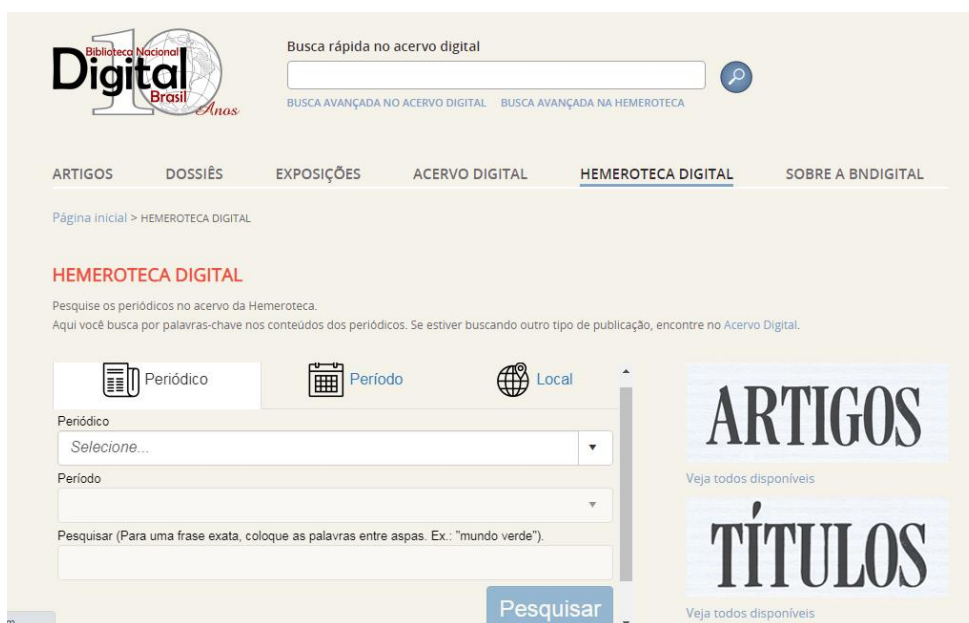 Biblioteca Nacional
Digital
Brasil
10
Anos
Busca rápida no acervo digital
BUSCA AVANÇADA NO ACERVO DIGITAL BUSCA AVANÇADA NA HEMEROTECA
ARTIGOS DOSSIÊS EXPOSIÇÕES ACERVO DIGITAL HEMEROTECA DIGITAL SOBRE A BNDIGITAL
Página inicial > HEMEROTECA DIGITAL
HEMEROTECA DIGITAL
Pesquise os periódicos no acervo da Hemeroteca.
Aqui você busca por palavras-chave nos conteúdos dos periódicos. Se estiver buscando outro tipo de publicação, encontre no Acervo Digital.
Periódico Período Local
Periódico
Selecione...
Período
Pesquisar (Para uma frase exata, coloque as palavras entre aspas. Ex.: "mundo verde").
Pesquisar
ARTIGOS
Veja todos disponíveis
TÍTULOS
Veja todos disponíveis